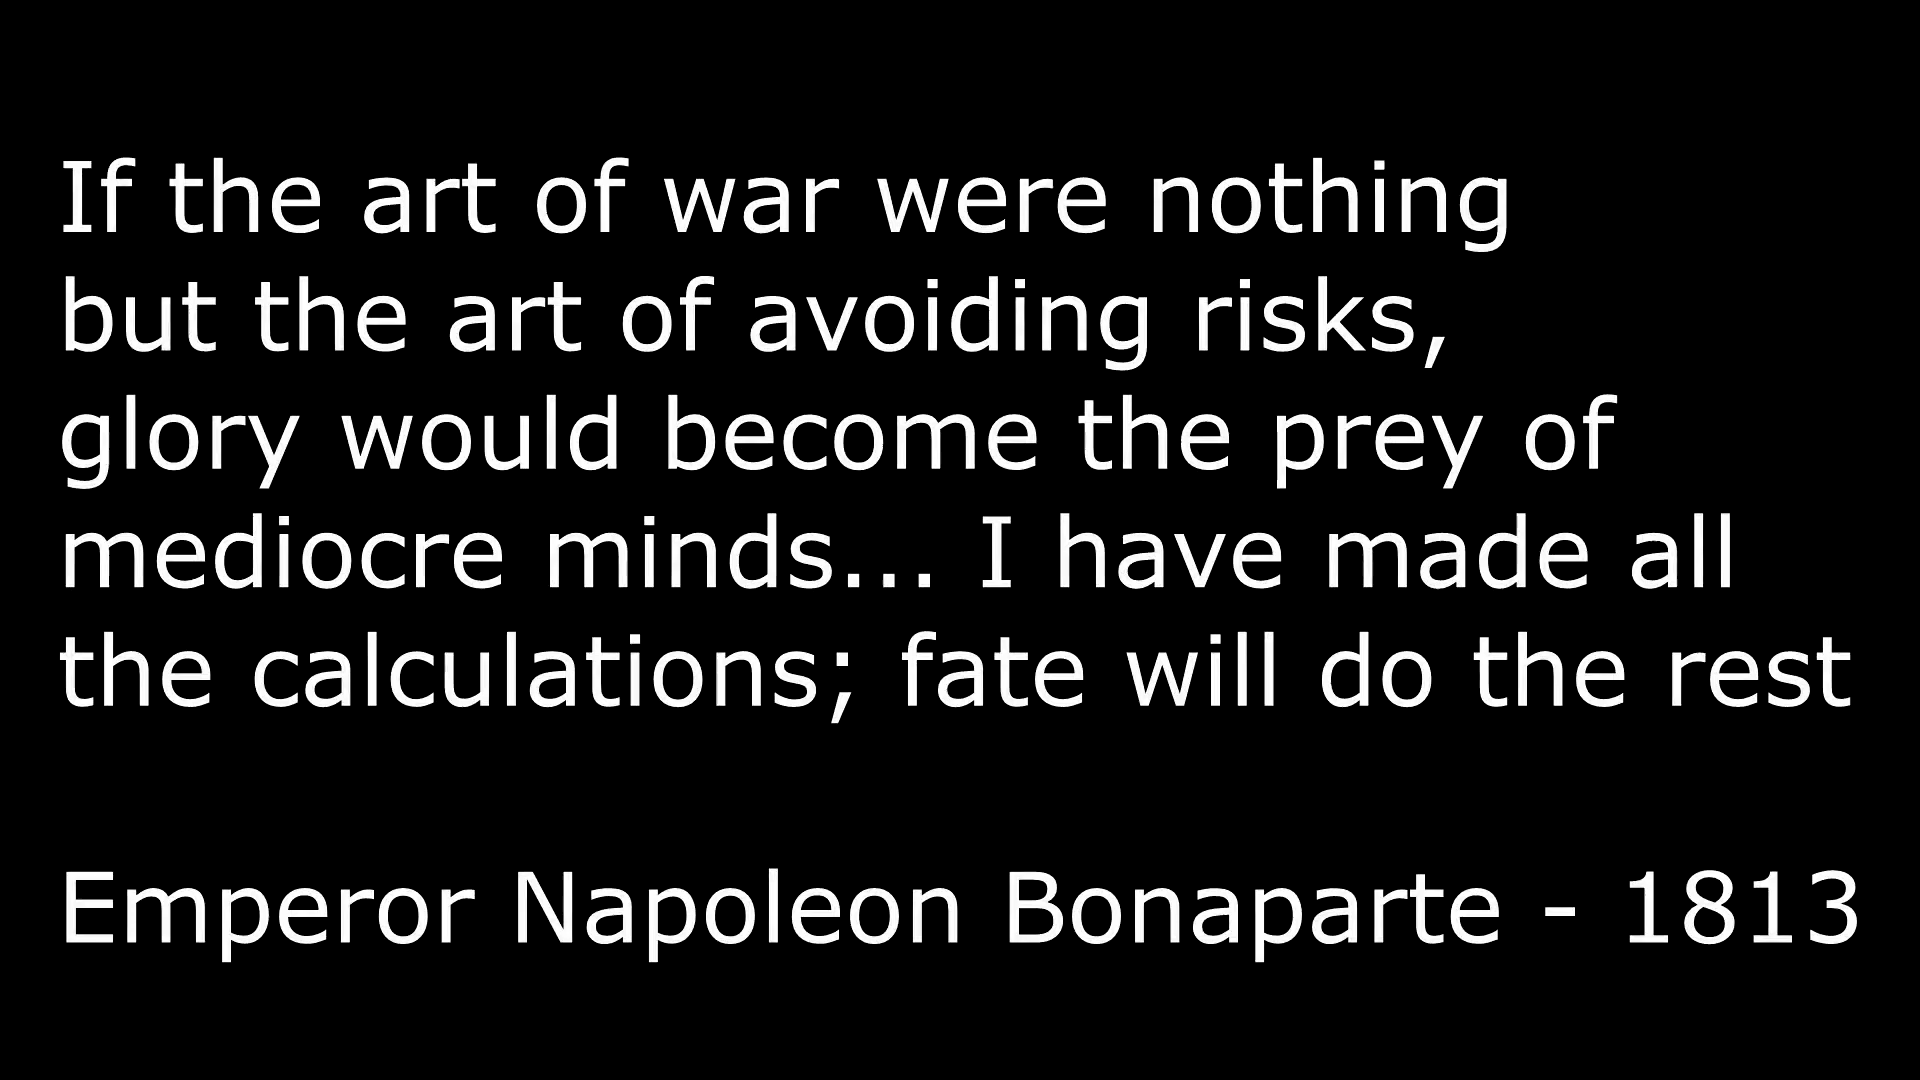 If the art of war were nothing
but the art of avoiding risks,
glory would become the prey of
mediocre minds... I have made all
the calculations; fate will do the rest
Emperor Napoleon Bonaparte - 1813